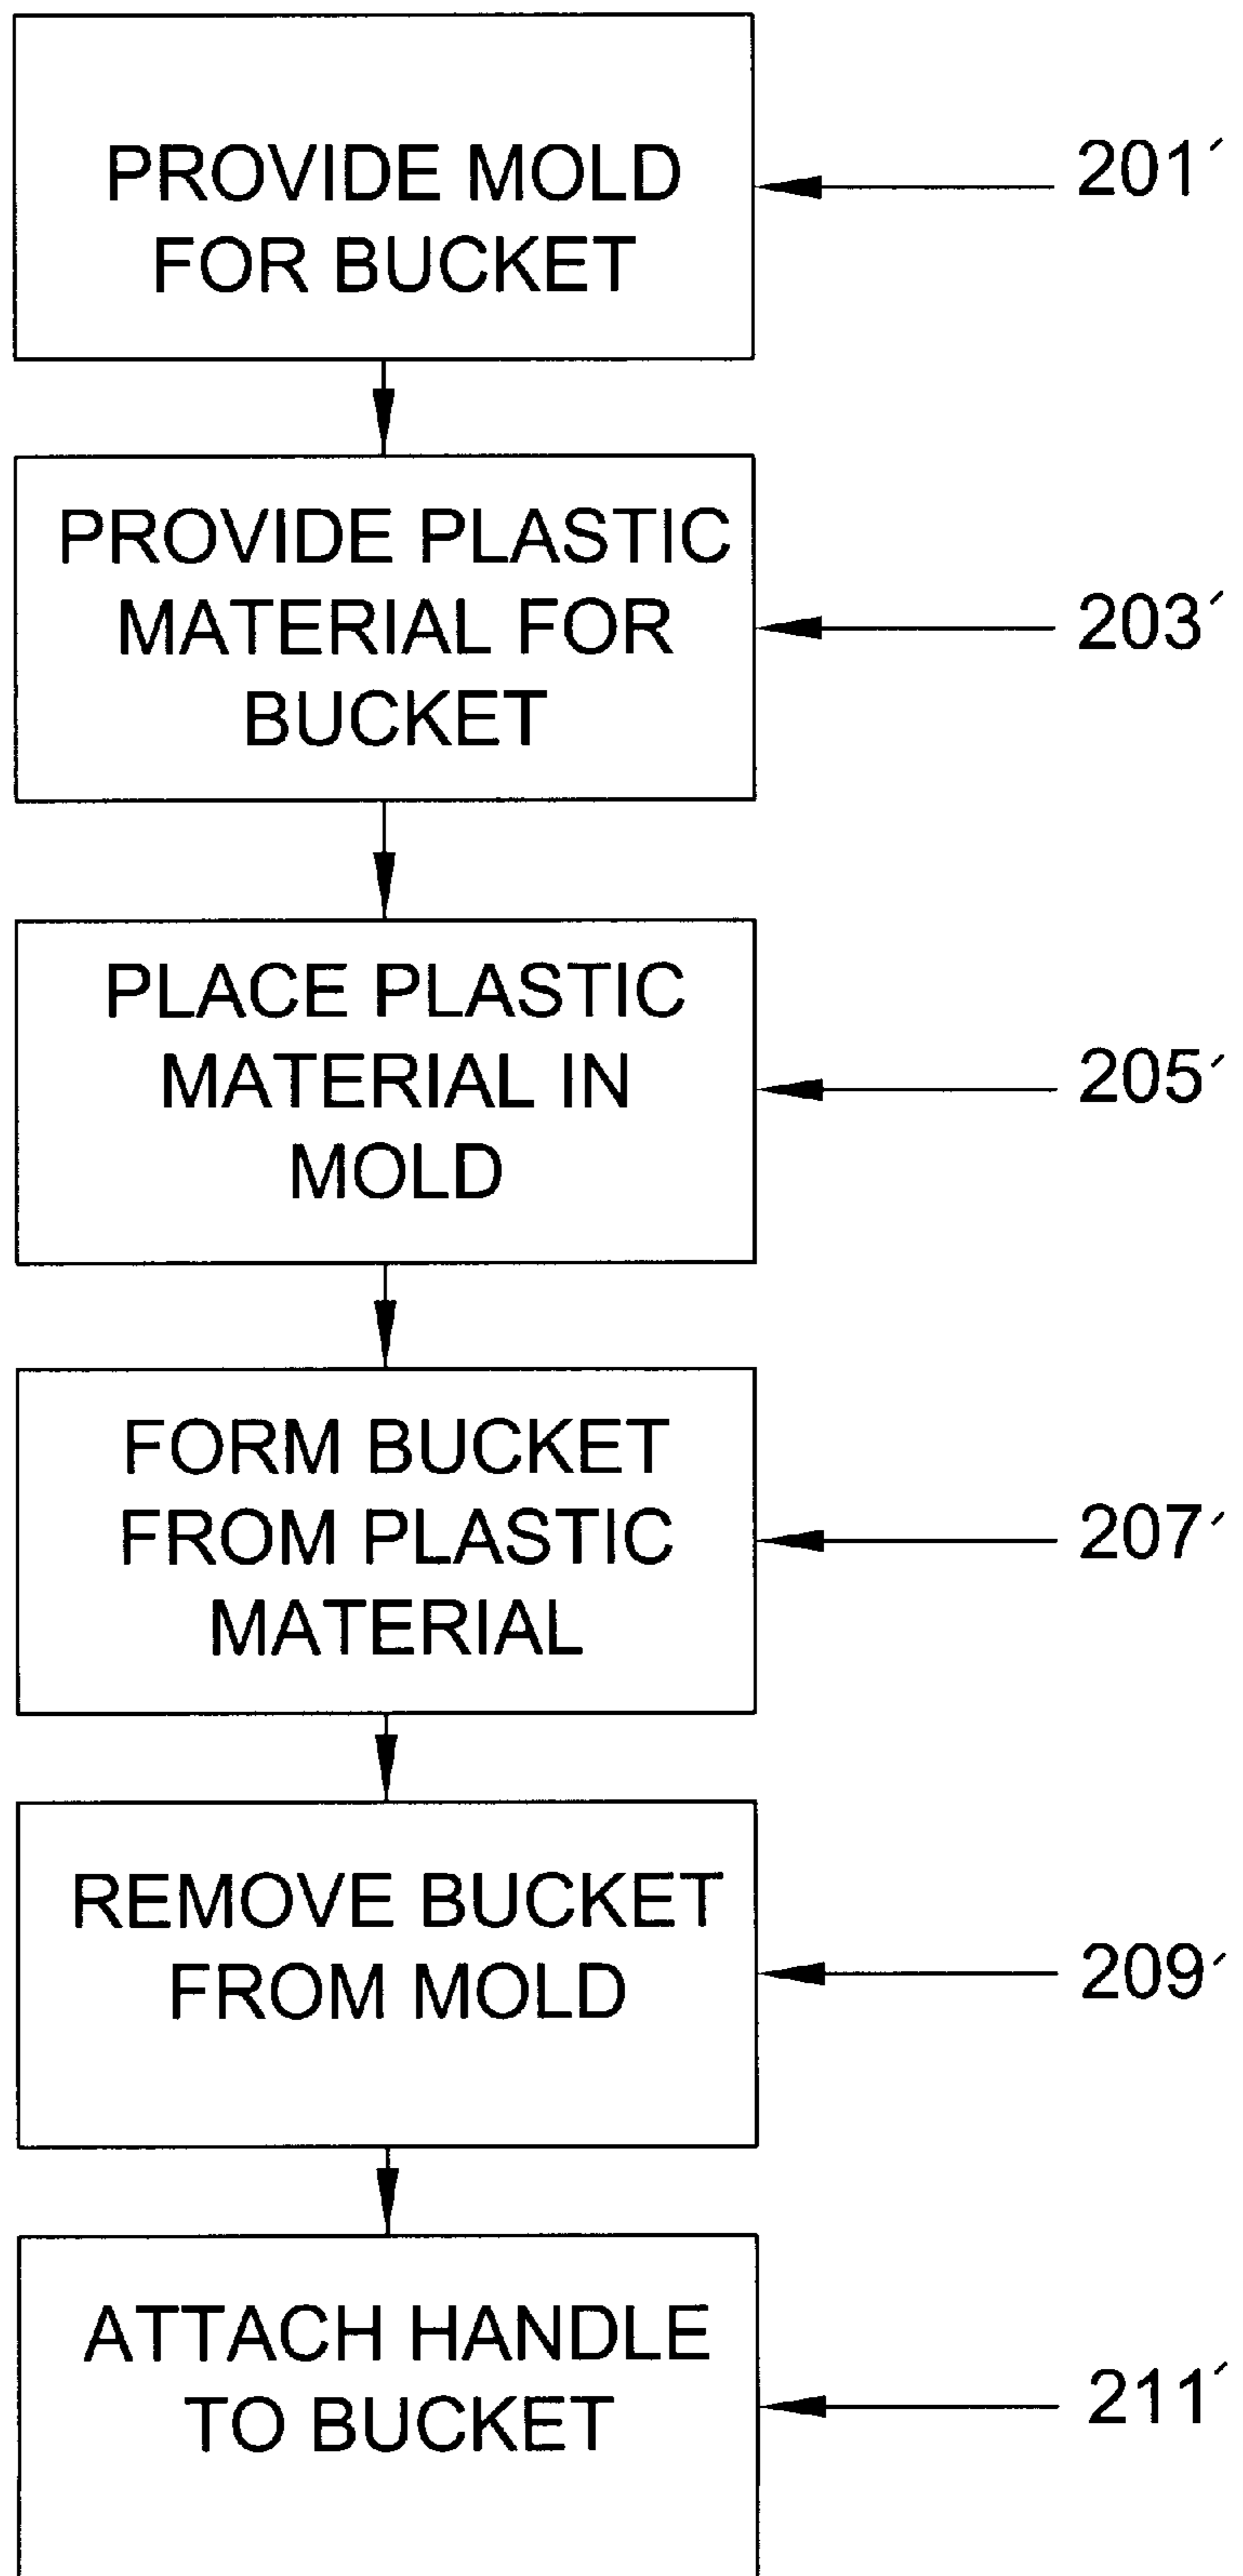 PROVIDE MOLD
FOR BUCKET
201´
PROVIDE PLASTIC
MATERIAL FOR
BUCKET
203´
PLACE PLASTIC
MATERIAL IN
MOLD
205´
FORM BUCKET
FROM PLASTIC
MATERIAL
207´
REMOVE BUCKET
FROM MOLD
209´
ATTACH HANDLE
TO BUCKET
211´